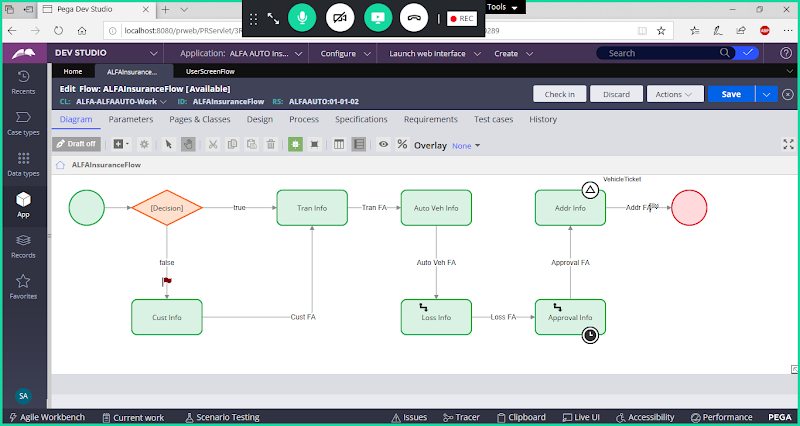 Pega Dev Studio
Tools
REC
localhost:8080/prweb/PRServlet/3R
0289
DEV STUDIO
Application: ALFA AUTO Ins...
Configure
Launch web interface
Create
Search
Home
ALFAInsurance...
UserScreenFlow
Recents
Case types
Data types
App
Records
Favorites
SA
Edit Flow: ALFAInsuranceFlow [Available]
CL: ALFA-ALFAAUTO-Work
ID: ALFAInsuranceFlow
RS: ALFAAUTO:01-01-02
Check in
Discard
Actions
Save
Diagram
Parameters
Pages & Classes
Design
Process
Specifications
Requirements
Test cases
History
Draft off
Overlay
None
ALFAInsuranceFlow
VehicleTicket
[Decision]
true
Tran Info
Tran FA
Auto Veh Info
Addr Info
Addr FA
false
Auto Veh FA
Approval FA
Cust Info
Cust FA
Loss Info
Loss FA
Approval Info
Agile Workbench
Current work
Scenario Testing
Issues
Tracer
Clipboard
Live UI
Accessibility
Performance
PEGA